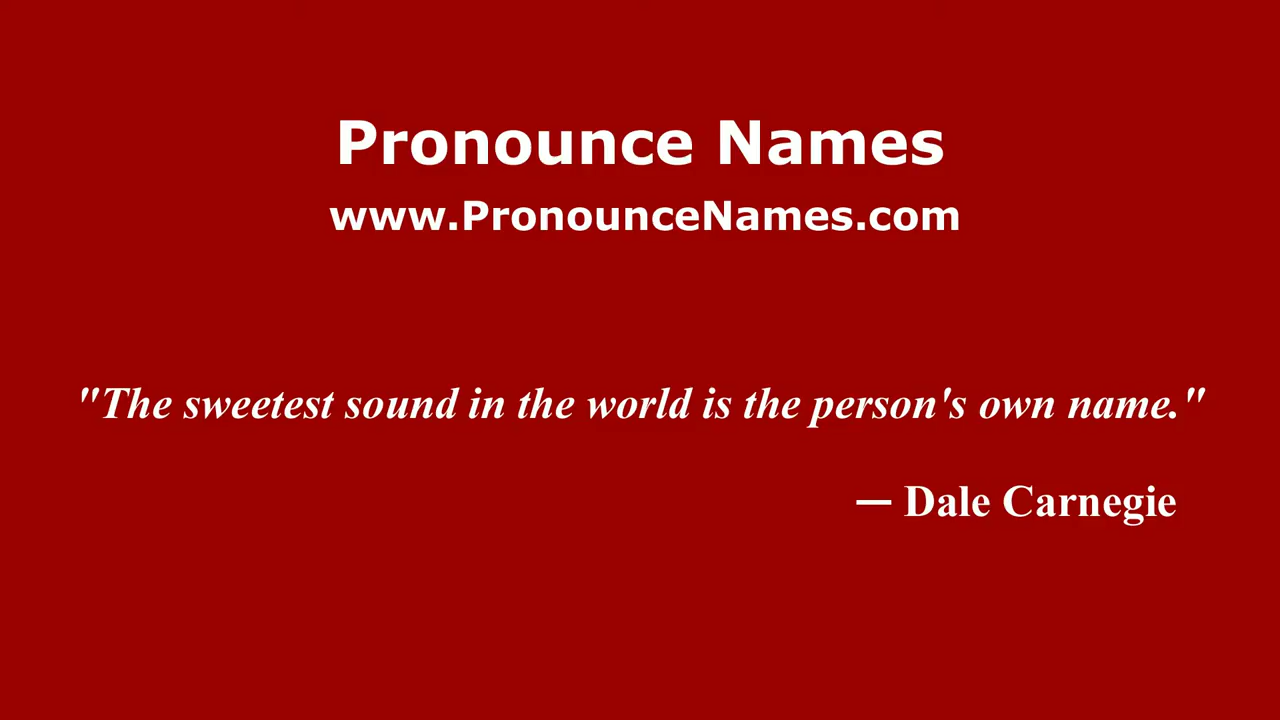 Pronounce Names
www.PronounceNames.com
"The sweetest sound in the world is the person's own name."
— Dale Carnegie